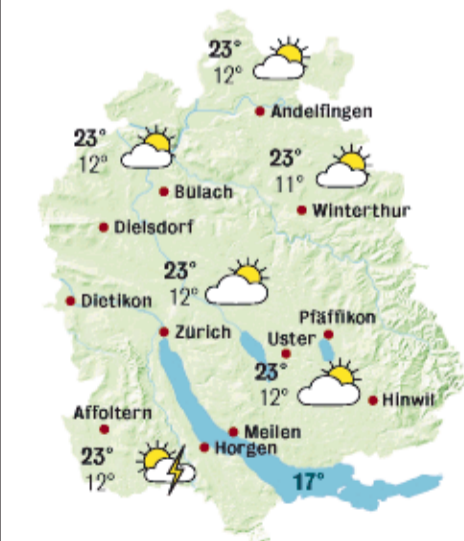 23°
12°
Andelfingen
23°
12°
23°
11°
Bülach
Winterthur
Dielsdorf
23°
12°
Dietikon
Pfäffikon
Zürich
Uster
23°
12°
Hinwil
Affoltern
Meilen
Horgen
23°
12°
17°